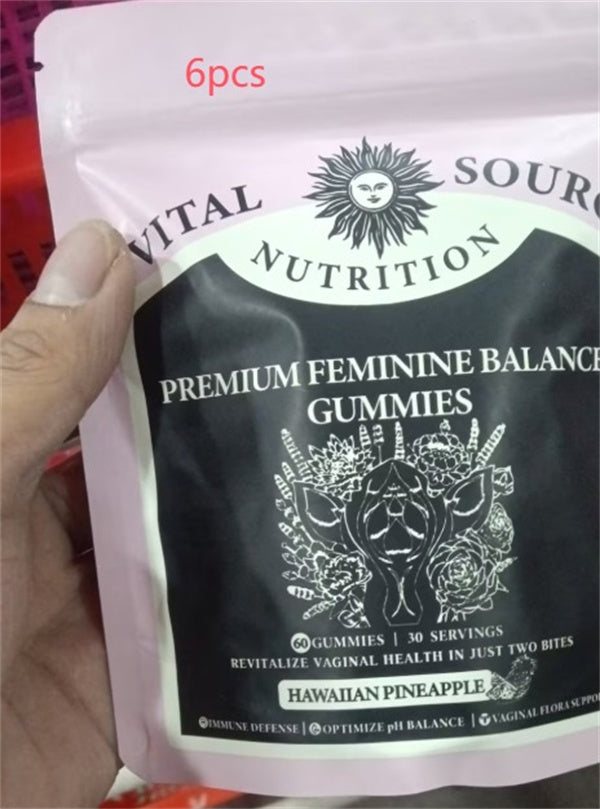 6pcs
VITAL SOUR
NUTRITION
PREMIUM FEMININE BALANCE
GUMMIES
60 GUMMIES | 30 SERVINGS
REVITALIZE VAGINAL HEALTH IN JUST TWO BITES
HAWAIIAN PINEAPPLE
IMMUNE DEFENSE | OPTIMIZE pH BALANCE | VAGINAL FLORA SUPPO